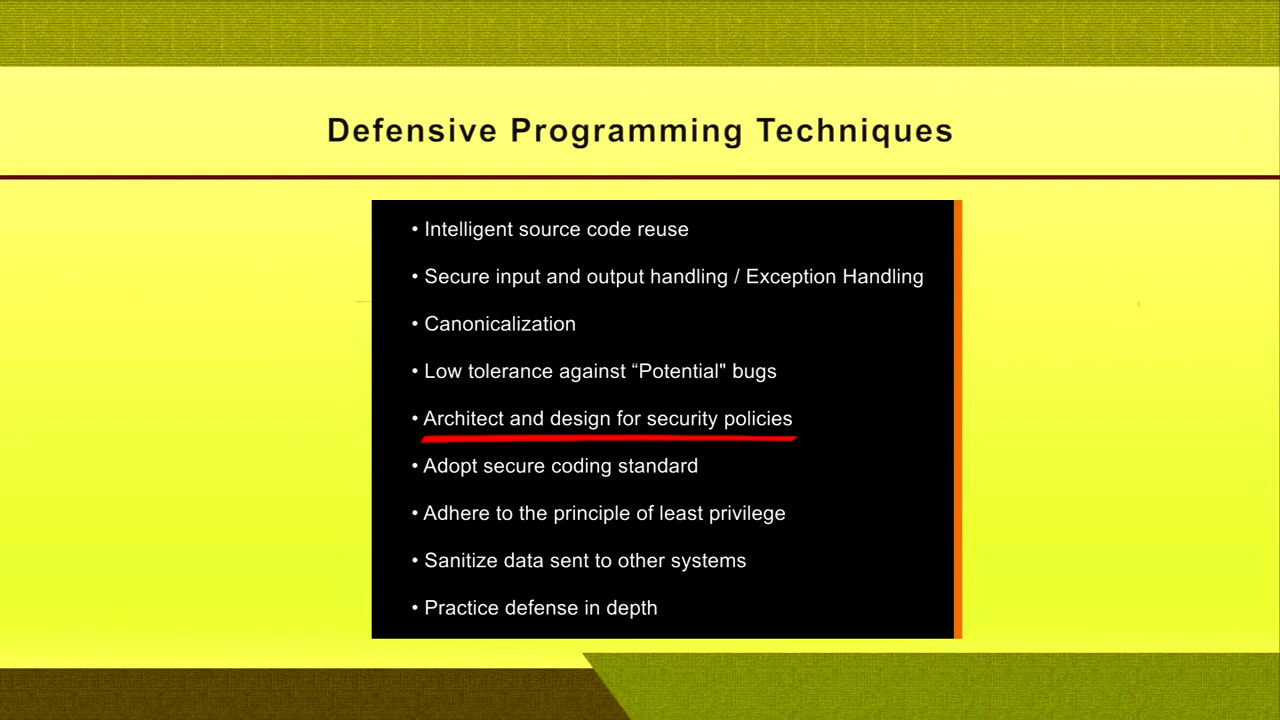 Defensive Programming Techniques
• Intelligent source code reuse
• Secure input and output handling / Exception Handling
• Canonicalization
• Low tolerance against “Potential" bugs
• Architect and design for security policies
• Adopt secure coding standard
• Adhere to the principle of least privilege
• Sanitize data sent to other systems
• Practice defense in depth